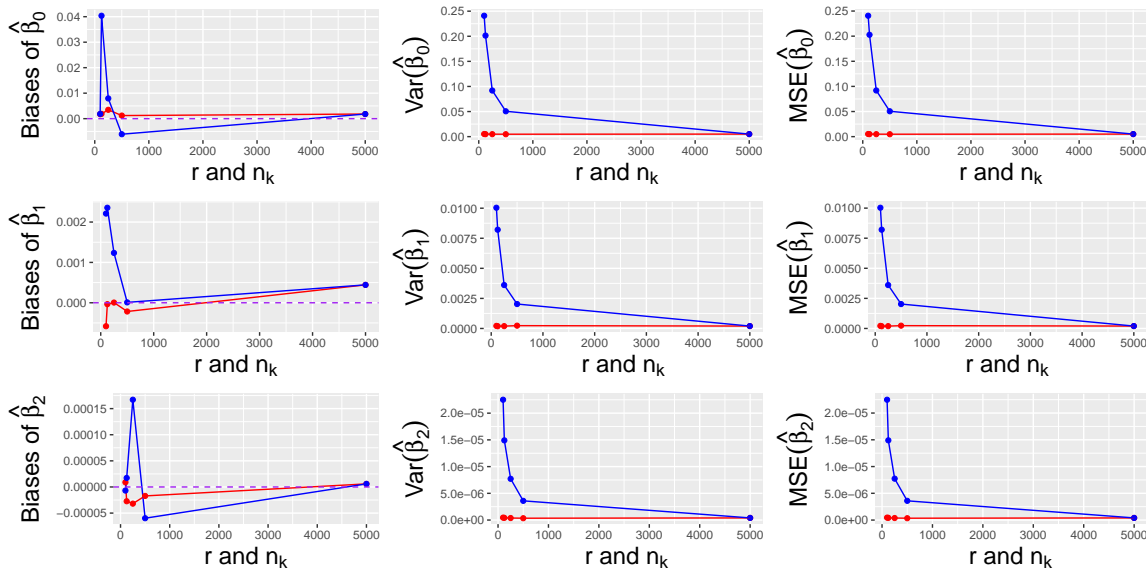 Biases of β̂₀
0.04
0.03
0.02
0.01
0.00
0 1000 2000 3000 4000 5000
r and nₖ
Var(β̂₀)
0.25
0.20
0.15
0.10
0.05
0.00
0 1000 2000 3000 4000 5000
r and nₖ
MSE(β̂₀)
0.25
0.20
0.15
0.10
0.05
0.00
0 1000 2000 3000 4000 5000
r and nₖ
Biases of β̂₁
0.002
0.001
0.000
0 1000 2000 3000 4000 5000
r and nₖ
Var(β̂₁)
0.0100
0.0075
0.0050
0.0025
0.0000
0 1000 2000 3000 4000 5000
r and nₖ
MSE(β̂₁)
0.0100
0.0075
0.0050
0.0025
0.0000
0 1000 2000 3000 4000 5000
r and nₖ
Biases of β̂₂
0.00015
0.00010
0.00005
0.00000
−0.00005
0 1000 2000 3000 4000 5000
r and nₖ
Var(β̂₂)
2.0e−05
1.5e−05
1.0e−05
5.0e−06
0.0e+00
0 1000 2000 3000 4000 5000
r and nₖ
MSE(β̂₂)
2.0e−05
1.5e−05
1.0e−05
5.0e−06
0.0e+00
0 1000 2000 3000 4000 5000
r and nₖ